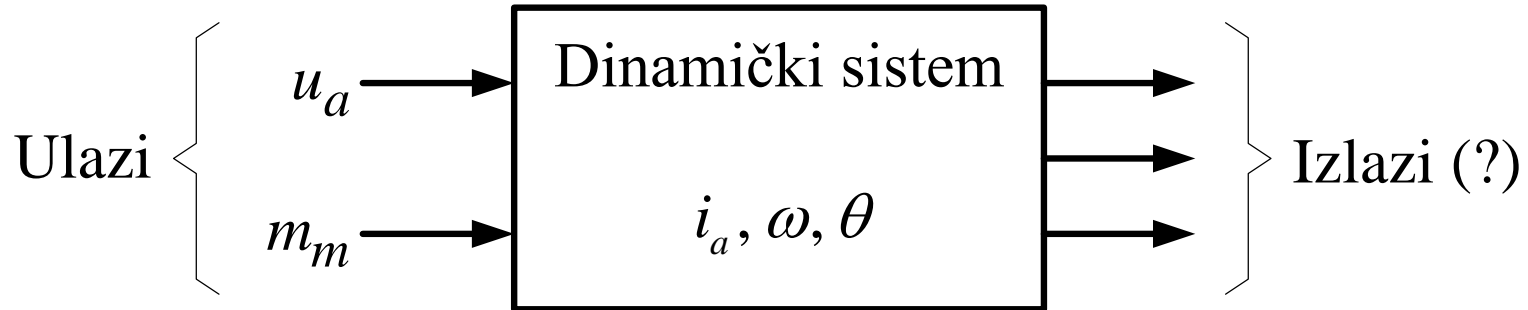 Dinamički sistem
u_a
Ulazi
Izlazi (?)
m_m
i_a, ω, θ